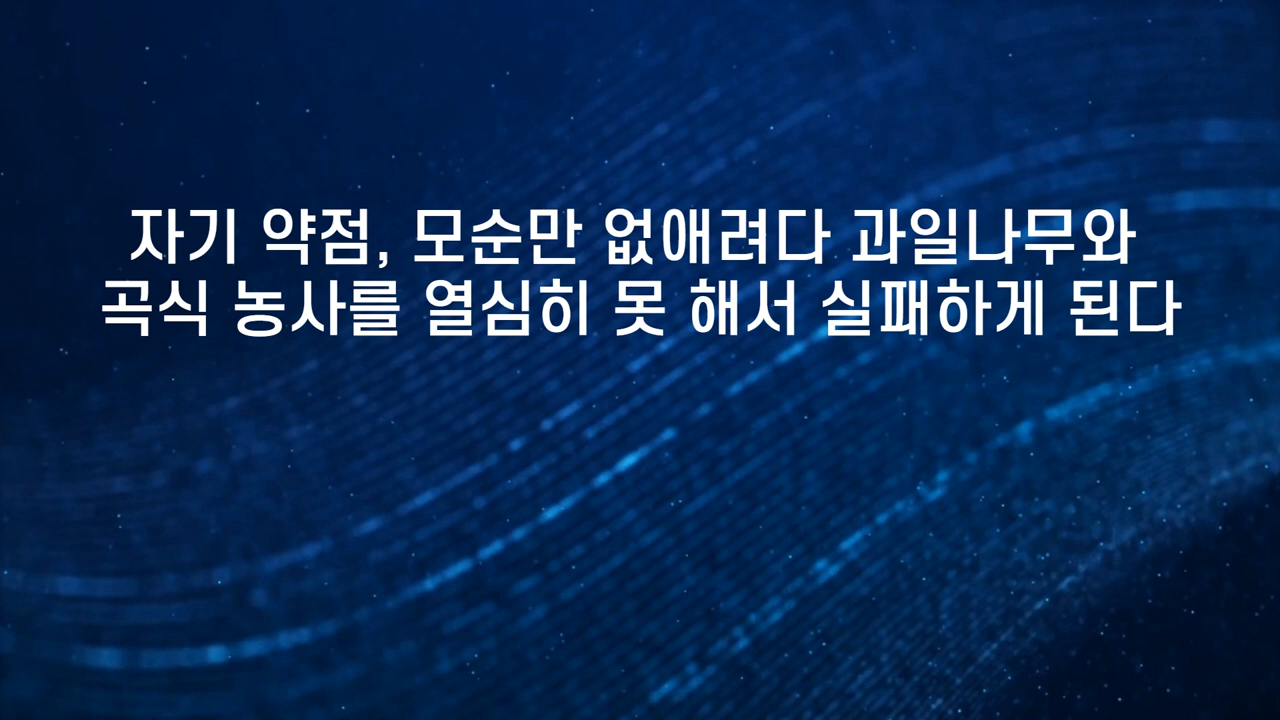 자기 약점, 모순만 없애려다 과일나무와
곡식 농사를 열심히 못 해서 실패하게 된다